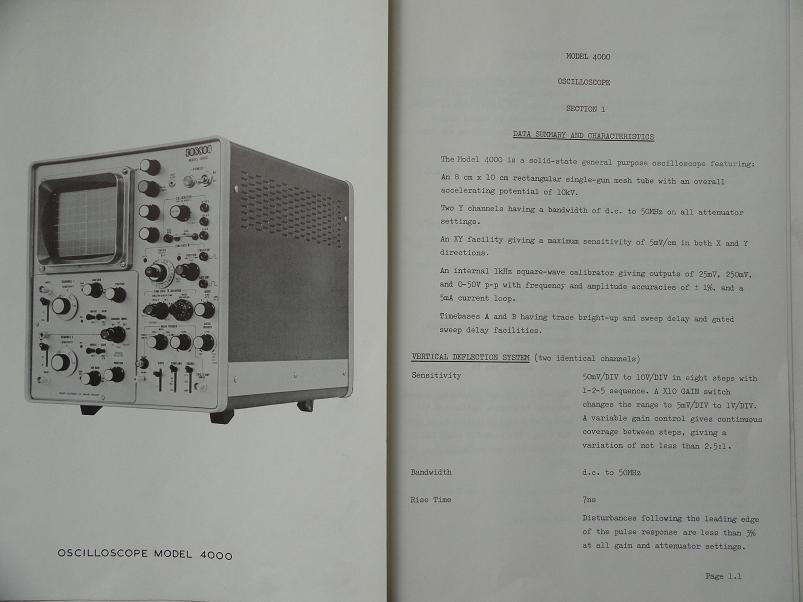 OSCILLOSCOPE MODEL 4000
MODEL 4000
OSCILLOSCOPE
SECTION 1
DATA SUMMARY AND CHARACTERISTICS
The Model 4000 is a solid-state general purpose oscilloscope featuring:
An 8 cm x 10 cm rectangular single-gun mesh tube with an overall
accelerating potential of 10kV.
Two Y channels having a bandwidth of d.c. to 50MHz on all attenuator
settings.
An XY facility giving a maximum sensitivity of 5mV/cm in both X and Y
directions.
An internal 1kHz square-wave calibrator giving outputs of 25mV, 250mV,
and 0-50V p-p with frequency and amplitude accuracies of ± 1%, and a
5mA current loop.
Timebases A and B having trace bright-up and sweep delay and gated
sweep delay facilities.
VERTICAL DEFLECTION SYSTEM (two identical channels)
Sensitivity 50mV/DIV to 10V/DIV in eight steps with
1-2-5 sequence. A X10 GAIN switch
changes the range to 5mV/DIV to 1V/DIV.
A variable gain control gives continuous
coverage between steps, giving a
variation of not less than 2.5:1.
Bandwidth d.c. to 50MHz
Rise Time 7ns
Disturbances following the leading edge
of the pulse response are less than 3%
at all gain and attenuator settings.
Page 1.1